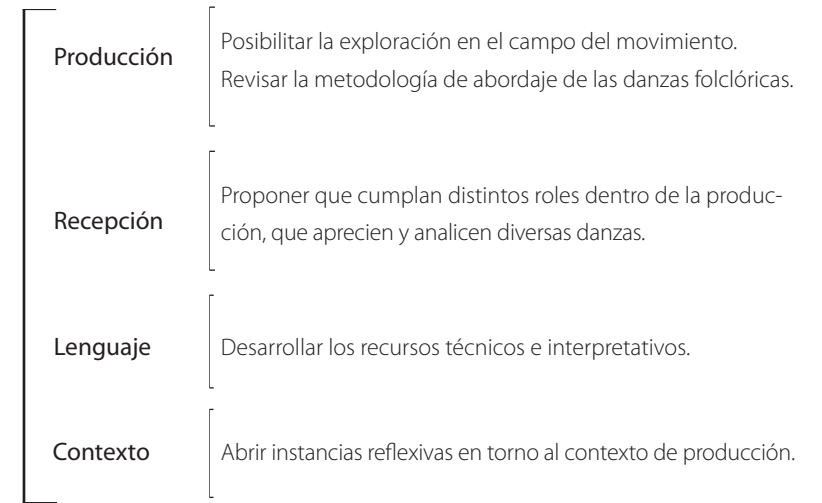 Producción
Posibilitar la exploración en el campo del movimiento.
Revisar la metodología de abordaje de las danzas folclóricas.
Recepción
Proponer que cumplan distintos roles dentro de la produc-
ción, que aprecien y analicen diversas danzas.
Lenguaje
Desarrollar los recursos técnicos e interpretativos.
Contexto
Abrir instancias reflexivas en torno al contexto de producción.